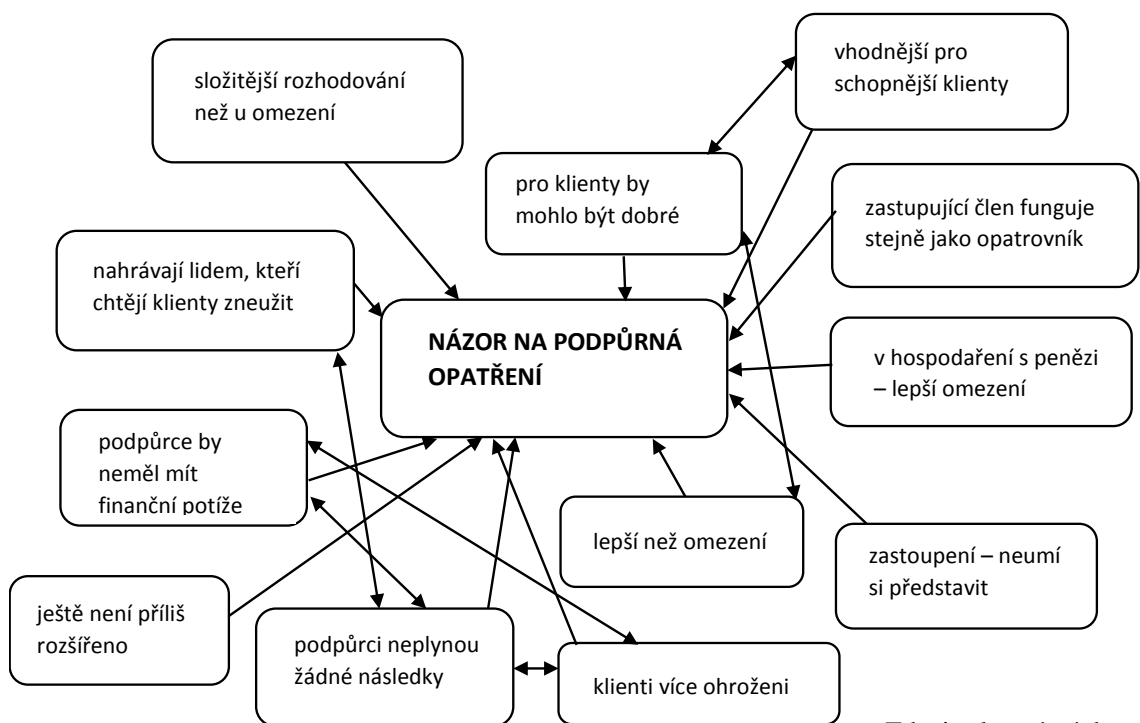 složitější rozhodování
než u omezení
vhodnější pro
schopnější klienty
pro klienty by
mohlo být dobré
zastupující člen funguje
stejně jako opatrovník
nahrávají lidem, kteří
chtějí klienty zneužit
NÁZOR NA PODPŮRNÁ
OPATŘENÍ
v hospodaření s penězi
– lepší omezení
podpůrce by
neměl mít
finanční potíže
lepší než omezení
zastoupení – neumí
si představit
ještě není příliš
rozšířeno
podpůrci neplynou
žádné následky
klienti více ohroženi